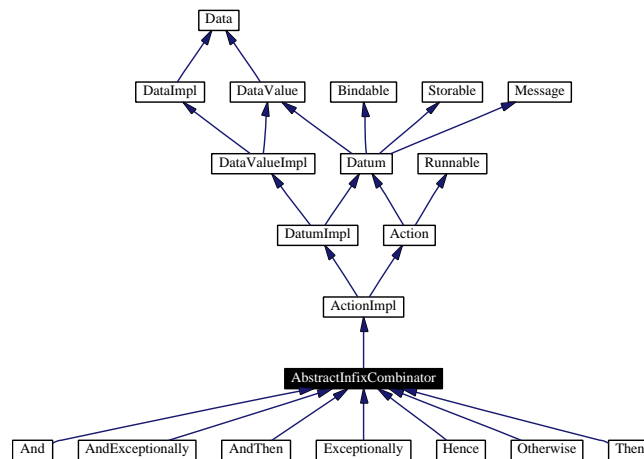 Data
DataImpl DataValue Bindable Storable Message
DataValueImpl Datum Runnable
DatumImpl Action
ActionImpl
AbstractInfixCombinator
And AndExceptionally AndThen Exceptionally Hence Otherwise Then